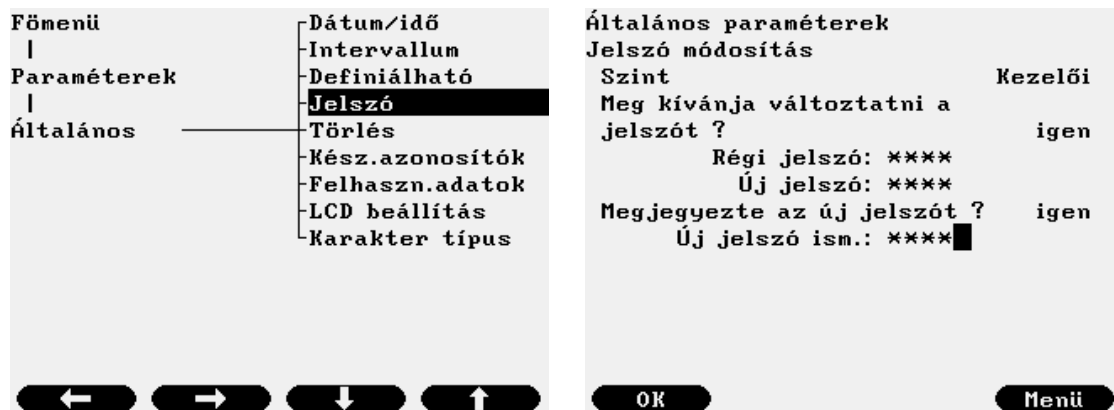 Fömenü
Paraméterek
Általános
Dátum/idő
Intervallum
Definiálható
Jelszó
Törlés
Kész.azonosítók
Felhaszn.adatok
LCD beállítás
Karakter típus
Általános paraméterek
Jelszó módosítás
Szint Kezelői
Meg kívánja változtatni a
jelszót ? igen
Régi jelszó: ****
Új jelszó: ****
Megjegyezte az új jelszót ? igen
Új jelszó ism.: ****
OK Menü